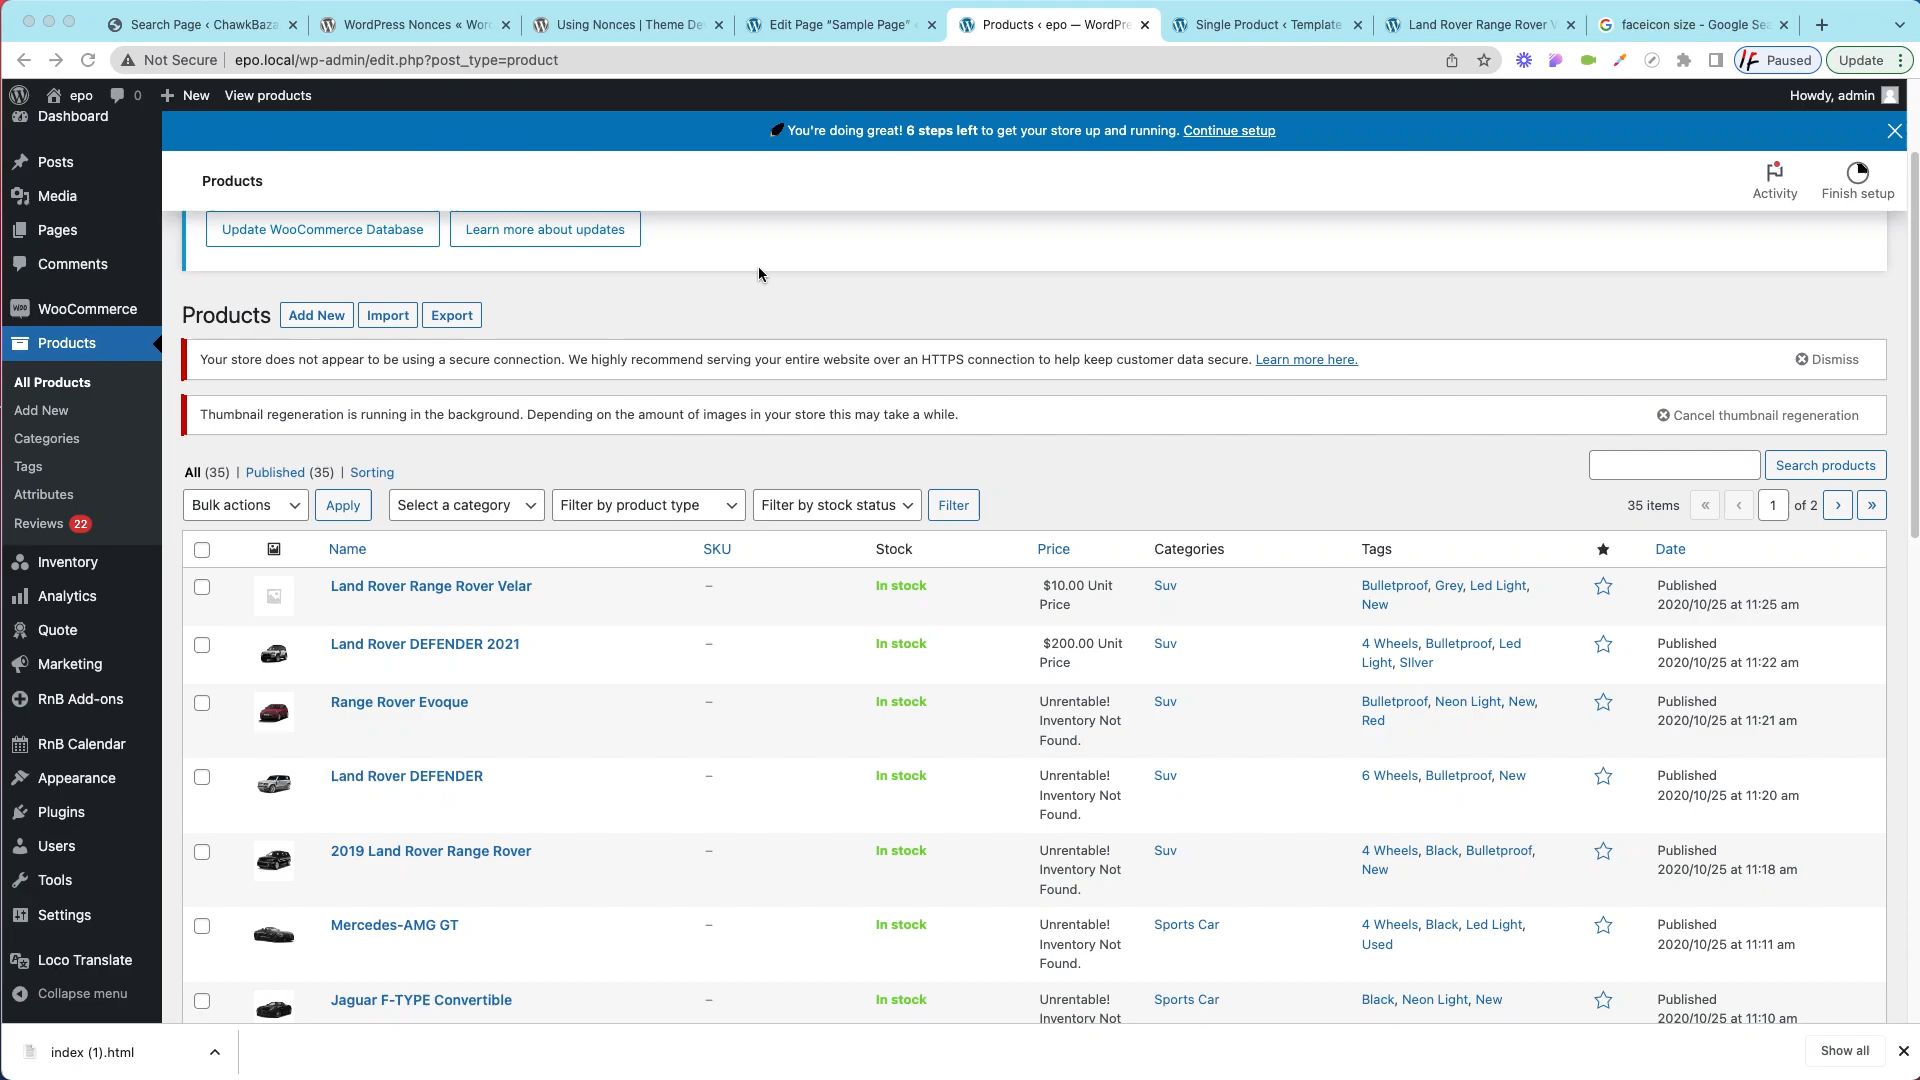 Search Page ‹ ChawkBaza
WordPress Nonces « Wor
Using Nonces | Theme De
Edit Page “Sample Page” ‹
Products ‹ epo — WordPre
Single Product ‹ Template
Land Rover Range Rover V
faceicon size - Google Sea
Not Secure epo.local/wp-admin/edit.php?post_type=product
Paused
Update
epo 0 New View products
Howdy, admin
You're doing great! 6 steps left to get your store up and running. Continue setup
Products
Activity
Finish setup
Update WooCommerce Database
Learn more about updates
Dashboard
Posts
Media
Pages
Comments
WooCommerce
Products
All Products
Add New
Categories
Tags
Attributes
Reviews 22
Inventory
Analytics
Quote
Marketing
RnB Add-ons
RnB Calendar
Appearance
Plugins
Users
Tools
Settings
Loco Translate
Collapse menu
Products Add New Import Export
Your store does not appear to be using a secure connection. We highly recommend serving your entire website over an HTTPS connection to help keep customer data secure. Learn more here. Dismiss
Thumbnail regeneration is running in the background. Depending on the amount of images in your store this may take a while. Cancel thumbnail regeneration
All (35) | Published (35) | Sorting
Search products
Bulk actions Apply Select a category Filter by product type Filter by stock status Filter
35 items « ‹ 1 of 2 › »
Name SKU Stock Price Categories Tags ★ Date
Land Rover Range Rover Velar – In stock $10.00 Unit Suv Bulletproof, Grey, Led Light, Published
Price New 2020/10/25 at 11:25 am
Land Rover DEFENDER 2021 – In stock $200.00 Unit Suv 4 Wheels, Bulletproof, Led Published
Price Light, SIlver 2020/10/25 at 11:22 am
Range Rover Evoque – In stock Unrentable! Suv Bulletproof, Neon Light, New, Published
Inventory Not Red 2020/10/25 at 11:21 am
Found.
Land Rover DEFENDER – In stock Unrentable! Suv 6 Wheels, Bulletproof, New Published
Inventory Not 2020/10/25 at 11:20 am
Found.
2019 Land Rover Range Rover – In stock Unrentable! Suv 4 Wheels, Black, Bulletproof, Published
Inventory Not New 2020/10/25 at 11:18 am
Found.
Mercedes-AMG GT – In stock Unrentable! Sports Car 4 Wheels, Black, Led Light, Published
Inventory Not Used 2020/10/25 at 11:11 am
Found.
Jaguar F-TYPE Convertible – In stock Unrentable! Sports Car Black, Neon Light, New Published
Inventory Not 2020/10/25 at 11:10 am
index (1).html
Show all